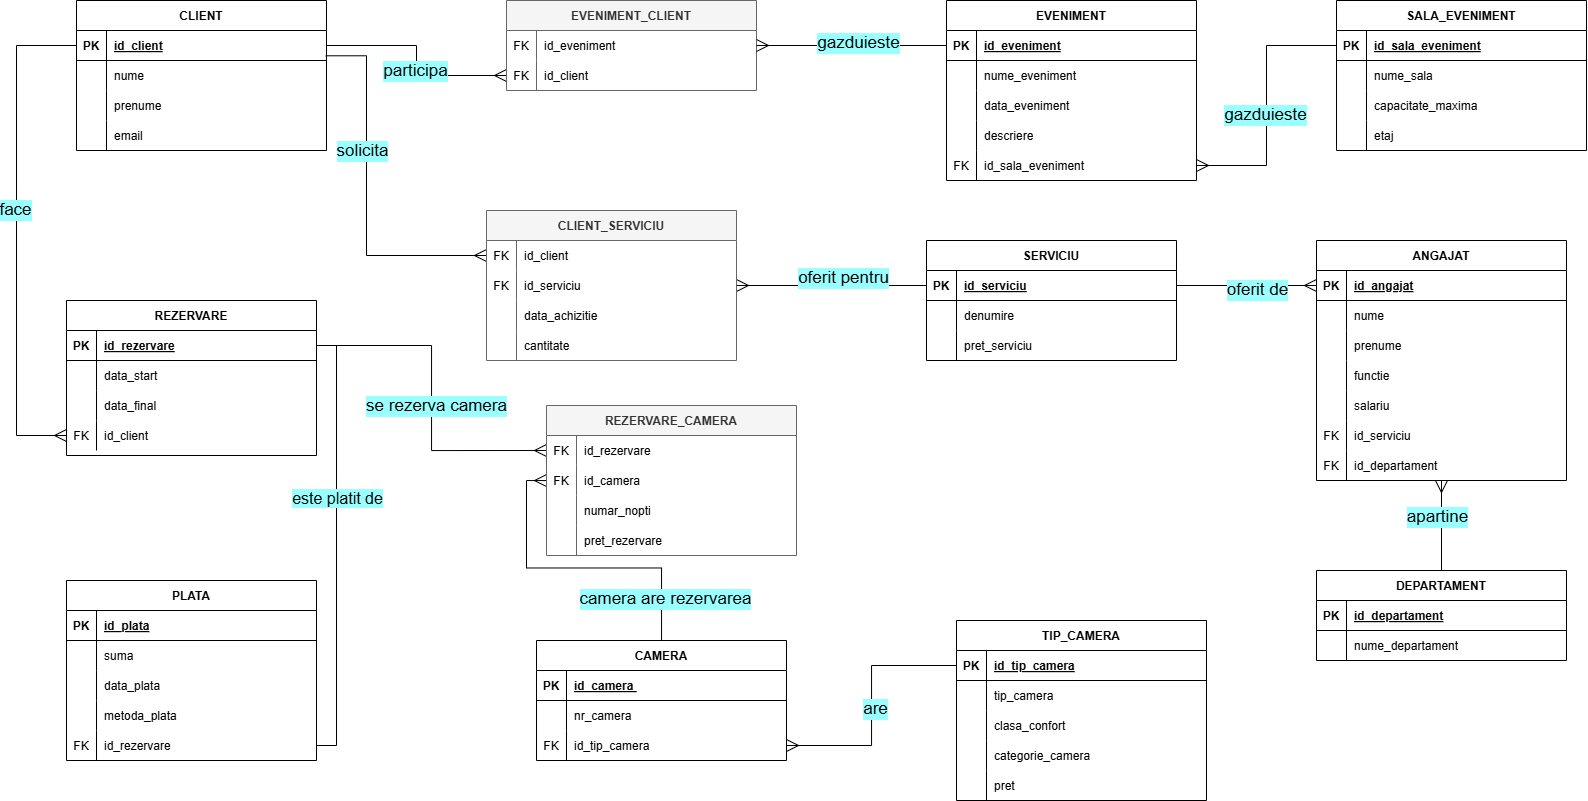 CLIENT
PK id_client
nume
prenume
email
EVENIMENT_CLIENT
FK id_eveniment
FK id_client
EVENIMENT
PK id_eveniment
nume_eveniment
data_eveniment
descriere
FK id_sala_eveniment
SALA_EVENIMENT
PK id_sala_eveniment
nume_sala
capacitate_maxima
etaj
participa
gazduieste
gazduieste
solicita
face
CLIENT_SERVICIU
FK id_client
FK id_serviciu
data_achizitie
cantitate
oferit pentru
SERVICIU
PK id_serviciu
denumire
pret_serviciu
oferit de
ANGAJAT
PK id_angajat
nume
prenume
functie
salariu
FK id_serviciu
FK id_departament
REZERVARE
PK id_rezervare
data_start
data_final
FK id_client
se rezerva camera
REZERVARE_CAMERA
FK id_rezervare
FK id_camera
numar_nopti
pret_rezervare
este platit de
apartine
PLATA
PK id_plata
suma
data_plata
metoda_plata
FK id_rezervare
camera are rezervarea
CAMERA
PK id_camera
nr_camera
FK id_tip_camera
are
TIP_CAMERA
PK id_tip_camera
tip_camera
clasa_confort
categorie_camera
pret
DEPARTAMENT
PK id_departament
nume_departament